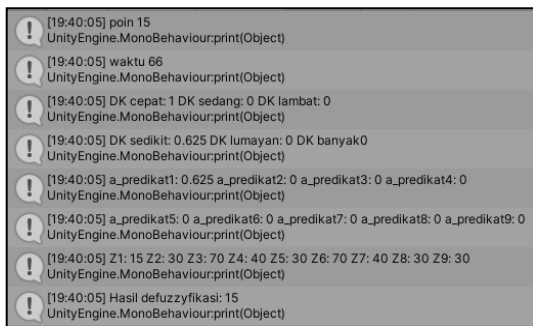 [19:40:05] poin 15
UnityEngine.MonoBehaviour:print(Object)
[19:40:05] waktu 66
UnityEngine.MonoBehaviour:print(Object)
[19:40:05] DK cepat: 1 DK sedang: 0 DK lambat: 0
UnityEngine.MonoBehaviour:print(Object)
[19:40:05] DK sedikit: 0.625 DK lumayan: 0 DK banyak0
UnityEngine.MonoBehaviour:print(Object)
[19:40:05] a_predikat1: 0.625 a_predikat2: 0 a_predikat3: 0 a_predikat4: 0
UnityEngine.MonoBehaviour:print(Object)
[19:40:05] a_predikat5: 0 a_predikat6: 0 a_predikat7: 0 a_predikat8: 0 a_predikat9: 0
UnityEngine.MonoBehaviour:print(Object)
[19:40:05] Z1: 15 Z2: 30 Z3: 70 Z4: 40 Z5: 30 Z6: 70 Z7: 40 Z8: 30 Z9: 30
UnityEngine.MonoBehaviour:print(Object)
[19:40:05] Hasil defuzzyfikasi: 15
UnityEngine.MonoBehaviour:print(Object)